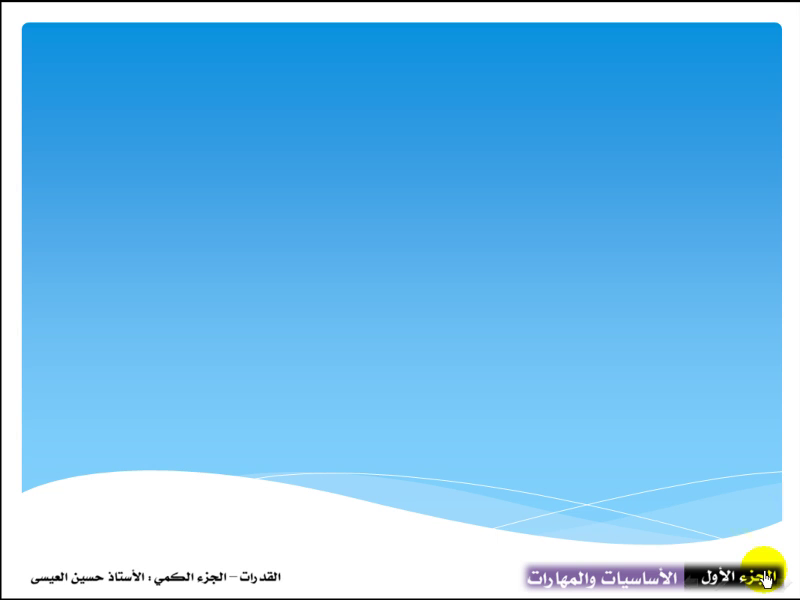 الجزء الأول
الأساسيات والمهارات
القدرات – الجزء الكمي : الأستاذ حسين العيسى